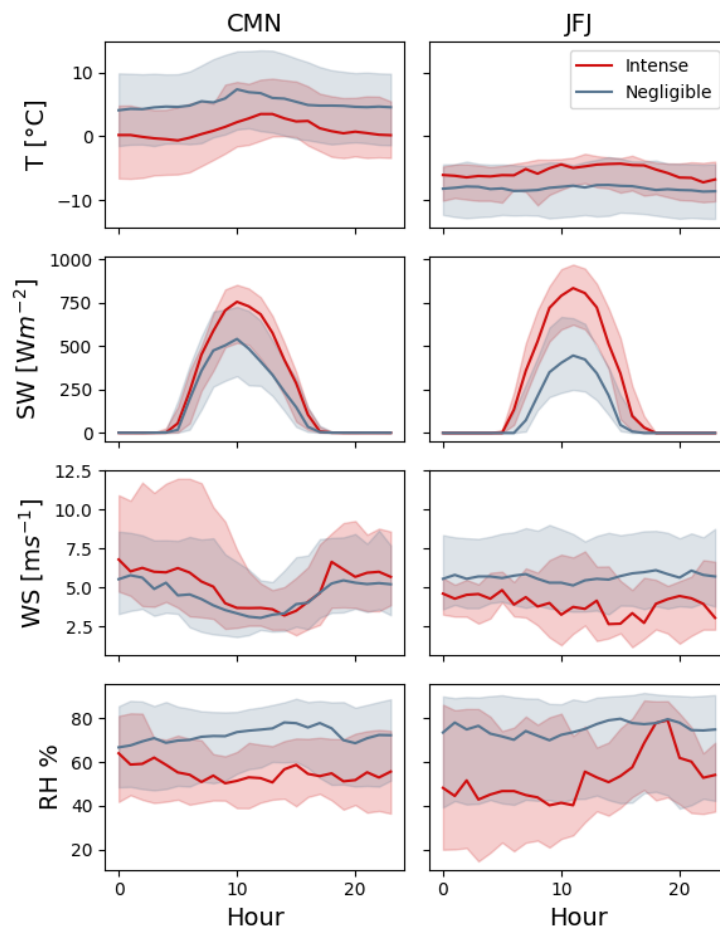 CMN JFJ
T [°C]
10
0
−10
Intense
Negligible
SW [Wm⁻²]
1000
750
500
250
0
WS [ms⁻¹]
12.5
10.0
7.5
5.0
2.5
RH %
80
60
40
20
0 10 20 0 10 20
Hour Hour